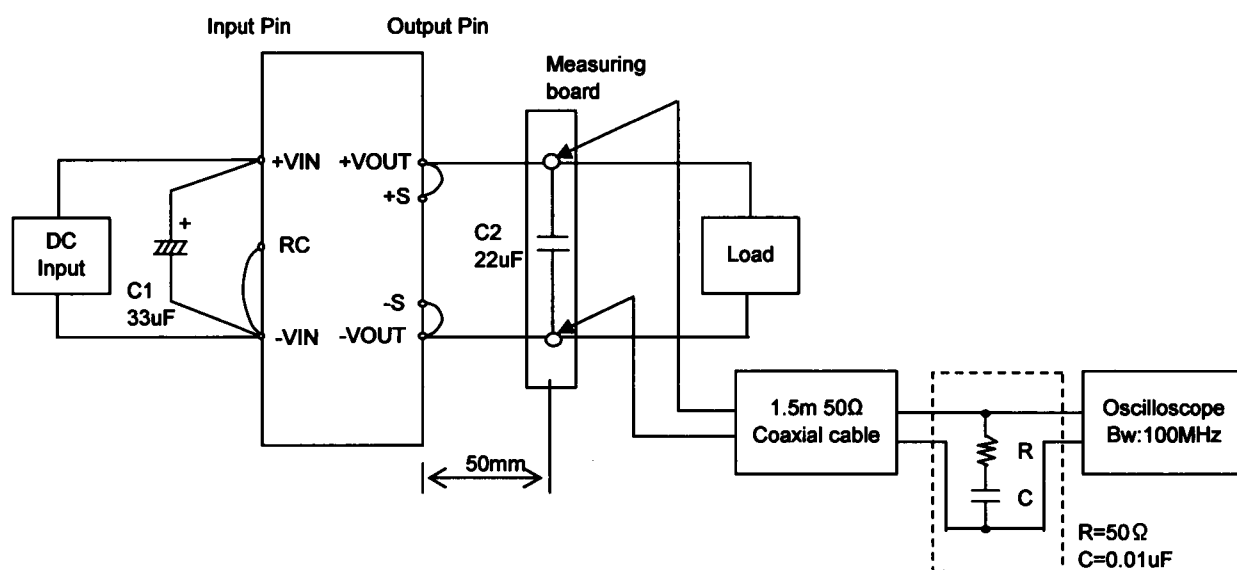 Input Pin
Output Pin
Measuring
board
+VIN
+VOUT
+S
+
DC
Input
RC
C1
33uF
C2
22uF
Load
-S
-VIN
-VOUT
50mm
1.5m 50Ω
Coaxial cable
R
C
Oscilloscope
Bw:100MHz
R=50Ω
C=0.01uF